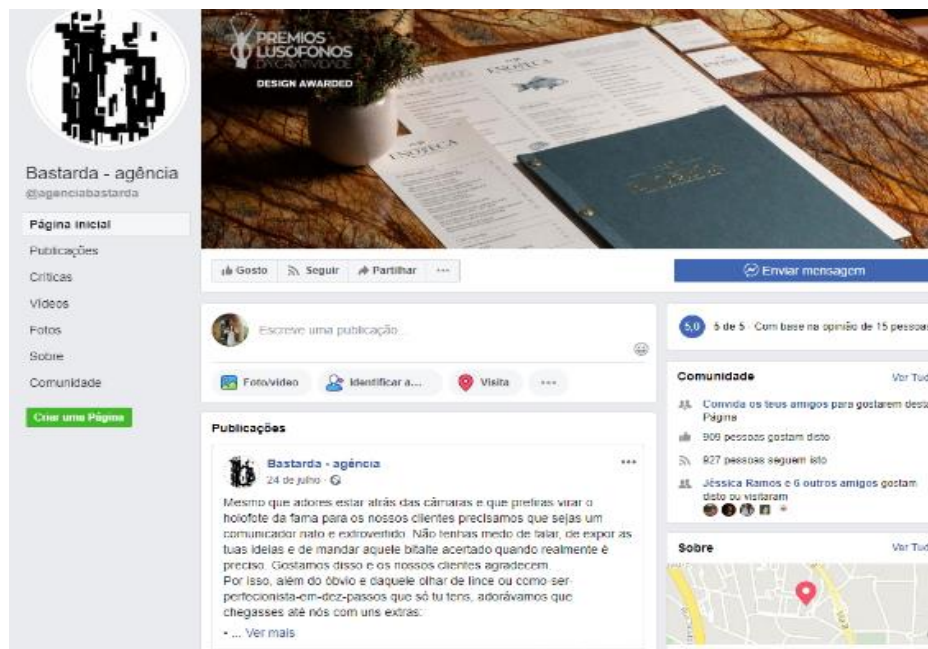 PREMIOS
LUSÓFONOS
DA CRIATIVIDADE
DESIGN AWARDED
ENOTECA
ENOTECA
Bastarda - agência
@agenciabastarda
Página inicial
Publicações
Críticas
Vídeos
Fotos
Sobre
Comunidade
Criar uma Página
Gosto
Seguir
Partilhar
Enviar mensagem
Escreve uma publicação...
Foto/vídeo
Identificar a...
Visita
Publicações
Bastarda - agência
24 de julho
Mesmo que adores estar atrás das câmaras e que prefiras virar o
holofote da fama para os nossos clientes precisamos que sejas um
comunicador nato e extrovertido. Não tenhas medo de falar, de expor as
tuas ideias e de mandar aquele bitaite acertado quando realmente é
preciso. Gostamos disso e os nossos clientes agradecem.
Por isso, além do óbvio e daquele olhar de lince ou como-ser-
perfecionista-em-dez-passos que só tu tens, adorávamos que
chegasses até nós com uns extras:
• ... Ver mais
5,0
5 de 5 · Com base na opinião de 15 pessoas
Comunidade
Ver Tud
Convida os teus amigos para gostarem desta
Página
909 pessoas gostam disto
927 pessoas seguem isto
Jéssica Ramos e 6 outros amigos gostam
disto ou visitaram
Sobre
Ver Tud